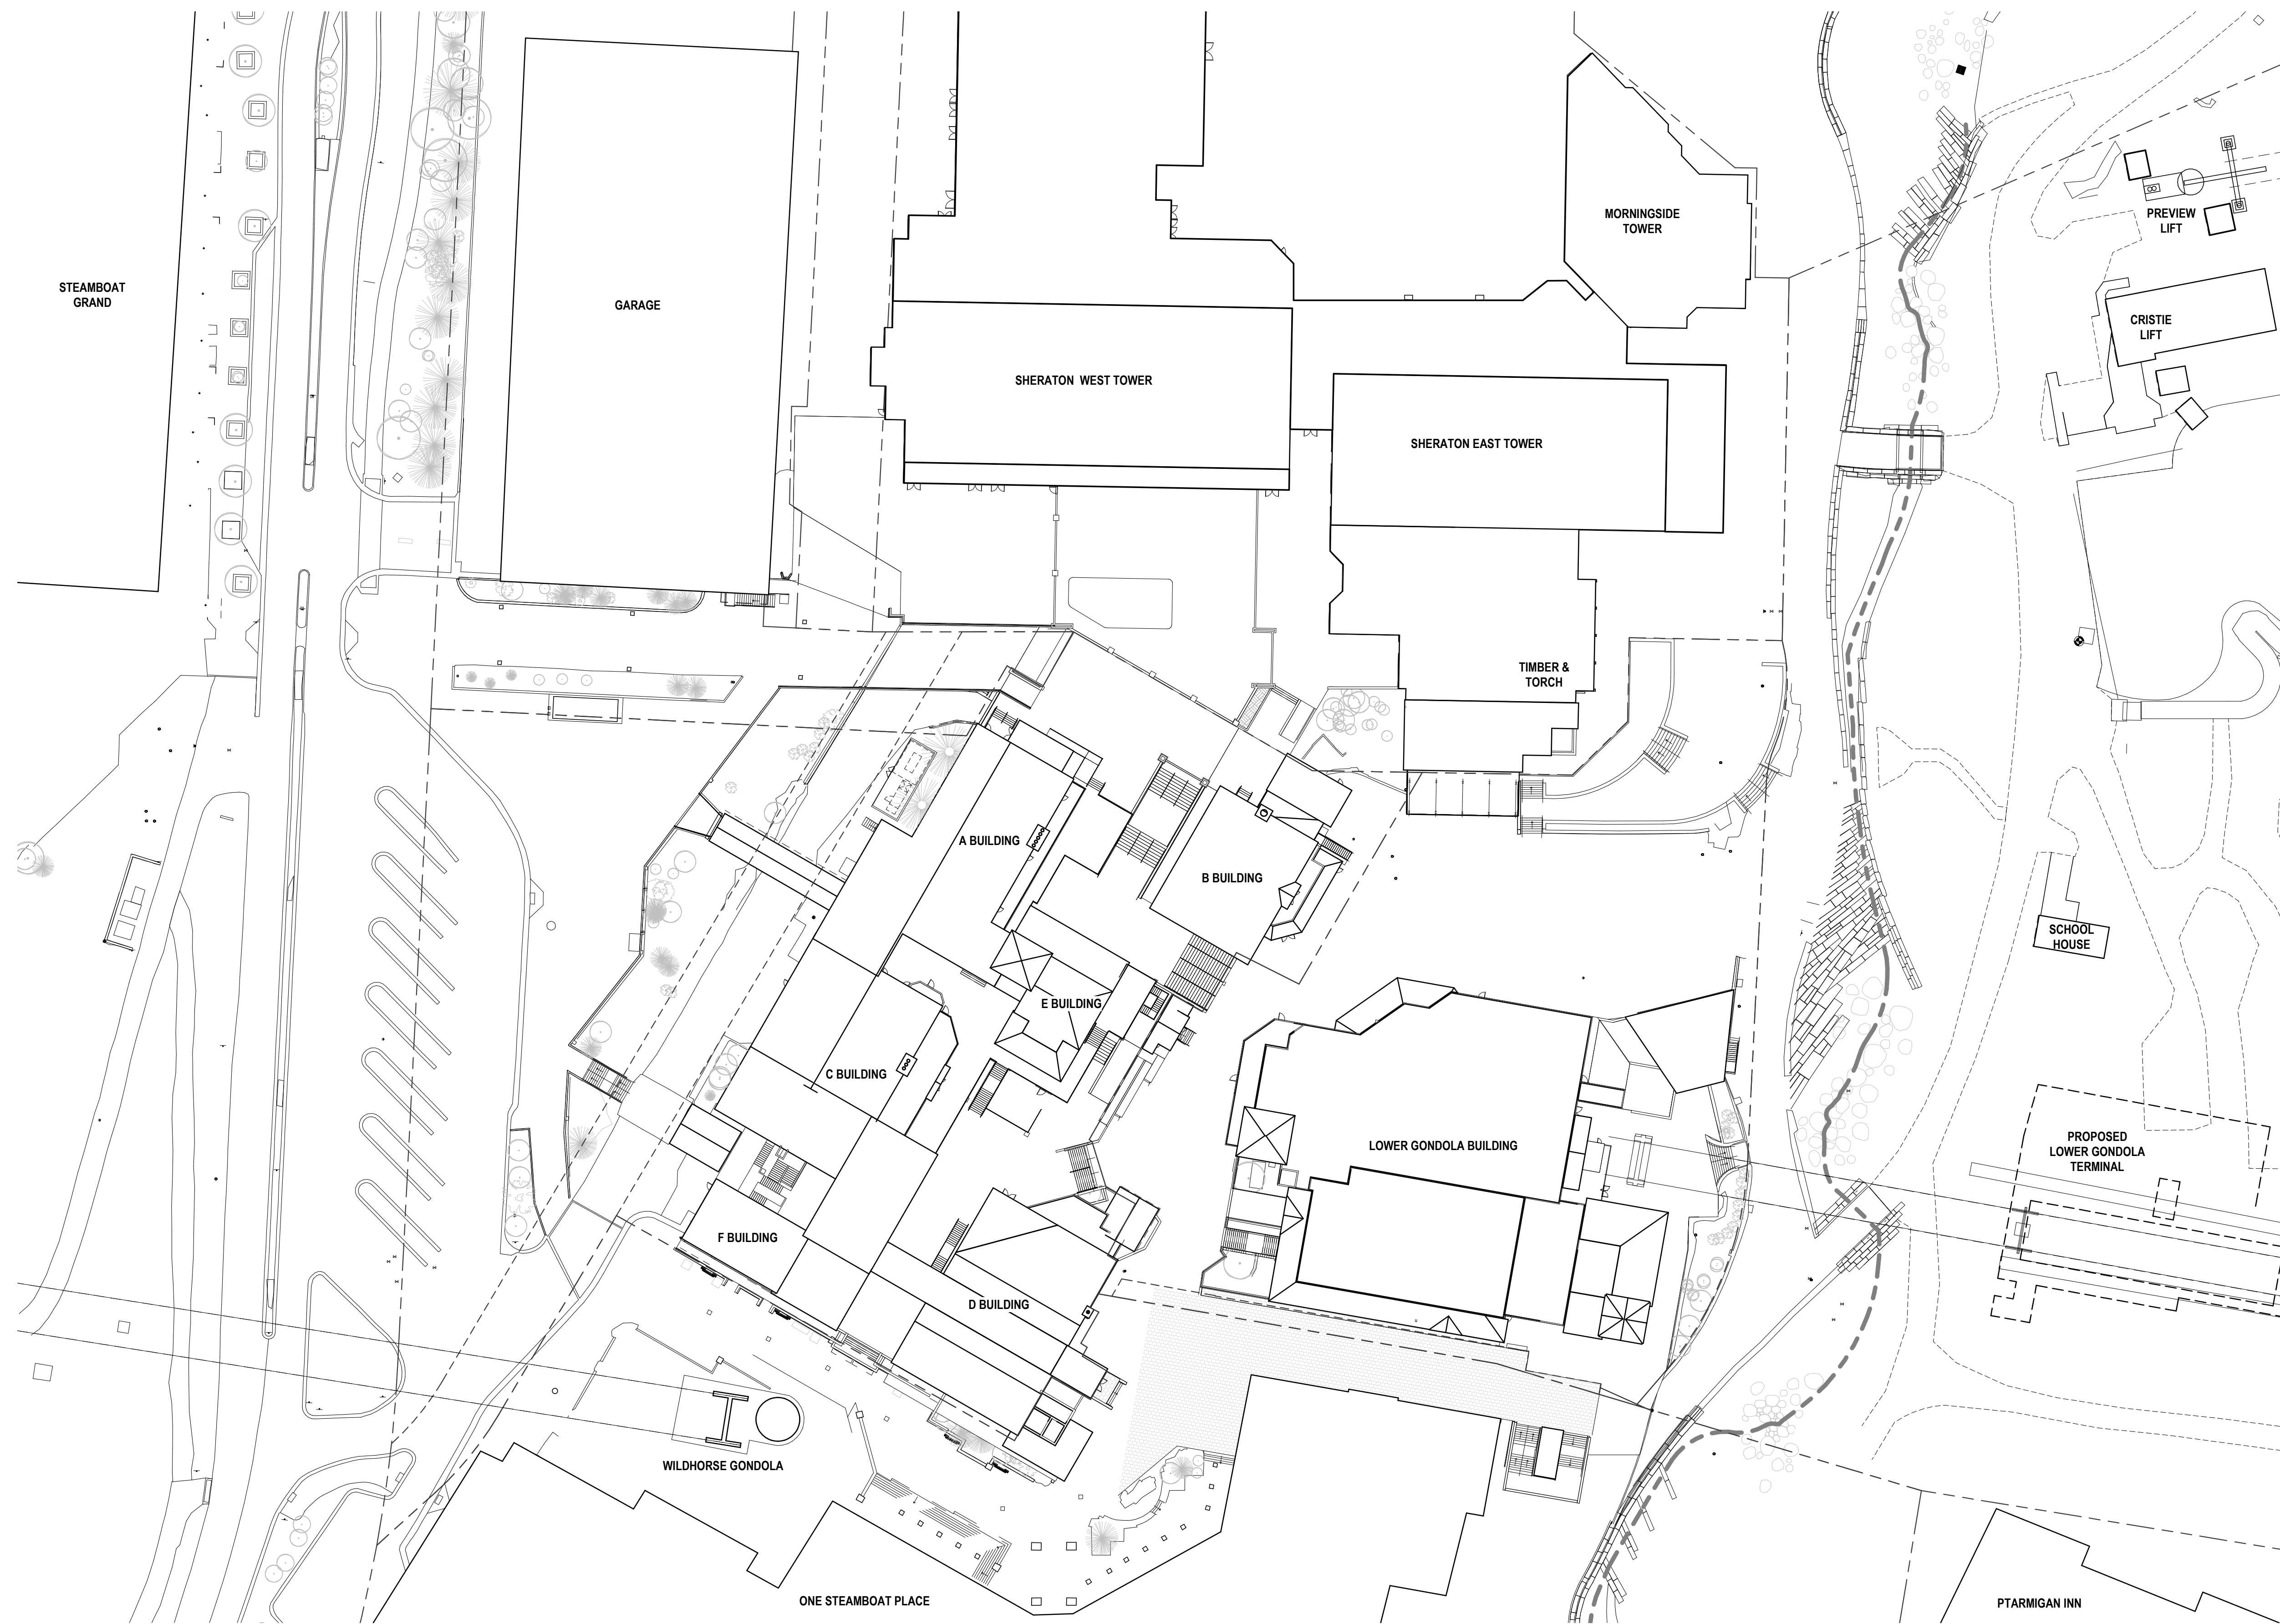 MORNINGSIDE
TOWER
PREVIEW
LIFT
STEAMBOAT
GRAND
GARAGE
CRISTIE
LIFT
SHERATON WEST TOWER
SHERATON EAST TOWER
TIMBER &
TORCH
A BUILDING
B BUILDING
SCHOOL
HOUSE
E BUILDING
C BUILDING
LOWER GONDOLA BUILDING
PROPOSED
LOWER GONDOLA
TERMINAL
F BUILDING
D BUILDING
WILDHORSE GONDOLA
ONE STEAMBOAT PLACE
PTARMIGAN INN